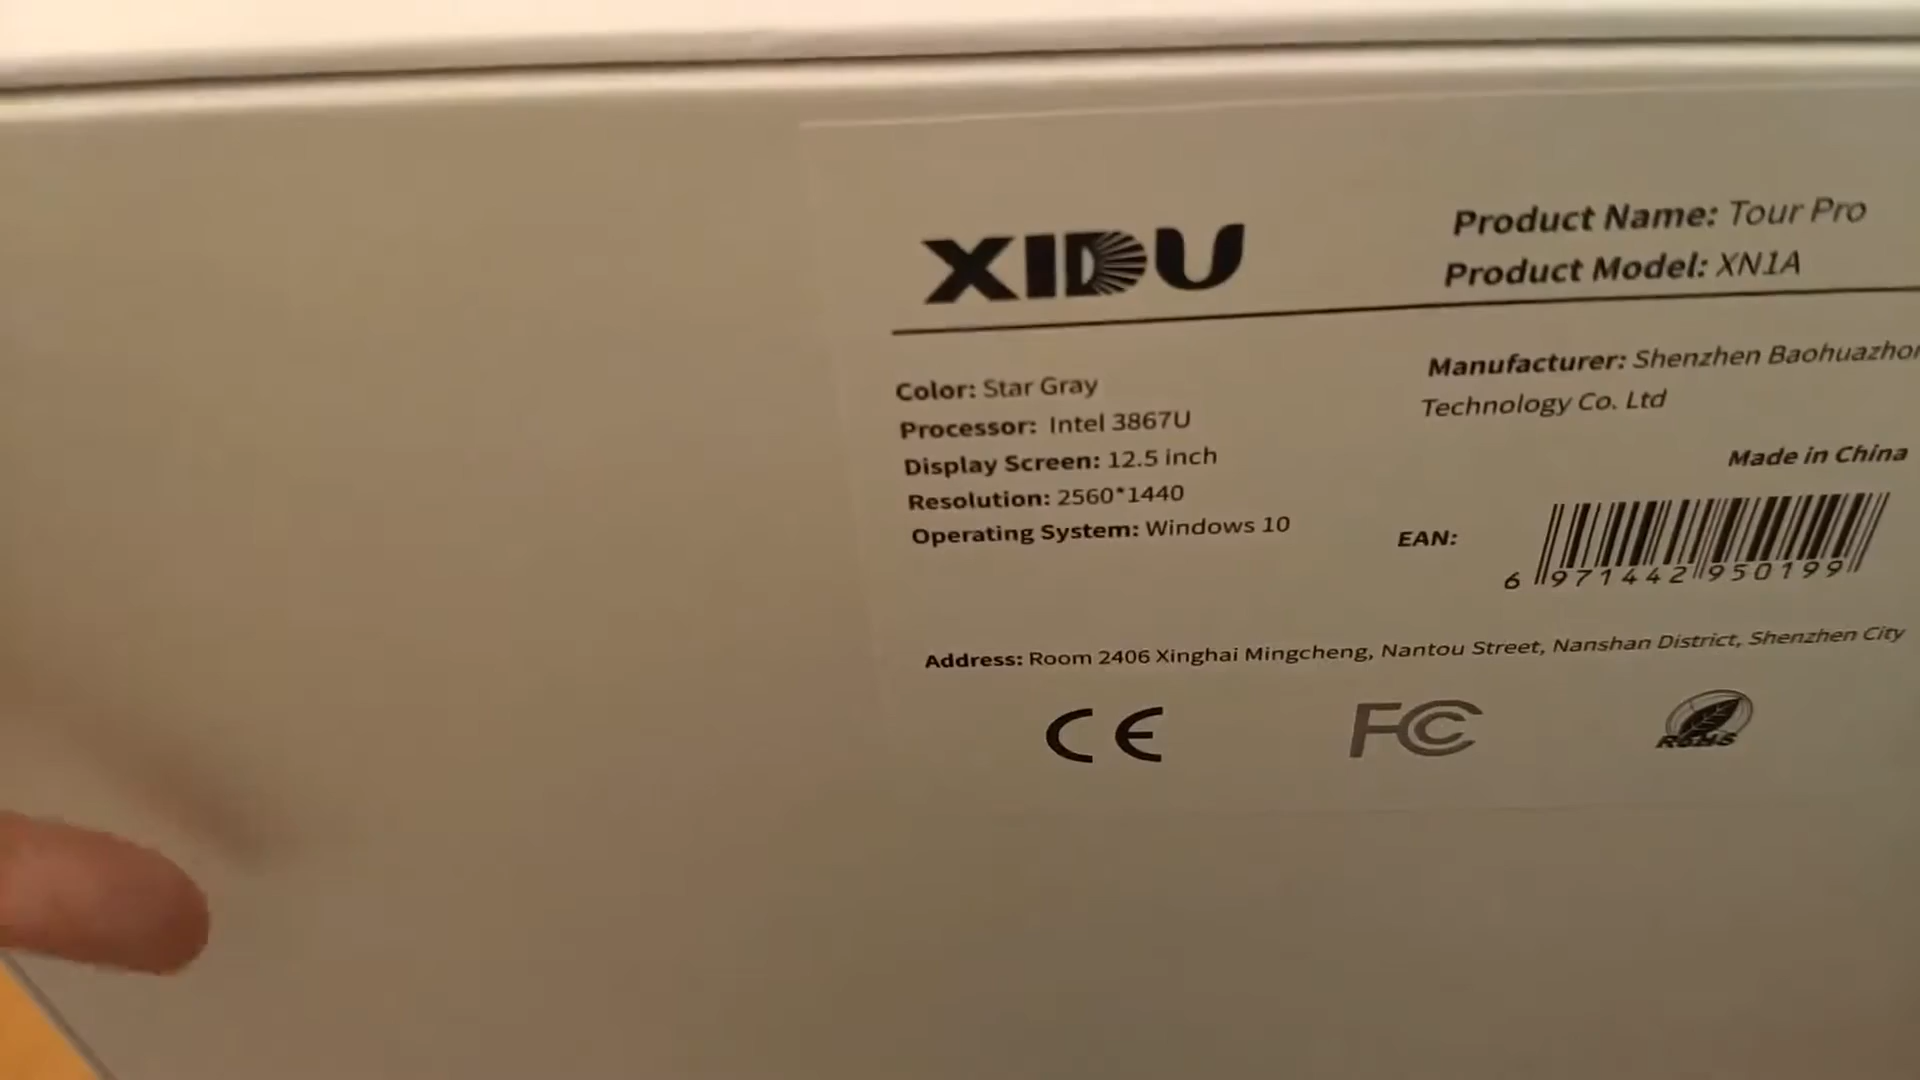 XIDU
Product Name: Tour Pro
Product Model: XN1A
Color: Star Gray
Processor: Intel 3867U
Display Screen: 12.5 inch
Resolution: 2560*1440
Operating System: Windows 10
Manufacturer: Shenzhen
Technology Co. Ltd
Made in China
EAN:
6 971442 950199
Address: Room 2406 Xinghai Mingcheng, Nantou Street, Nanshan District, Shenzhen City
CE
FC
RoHS